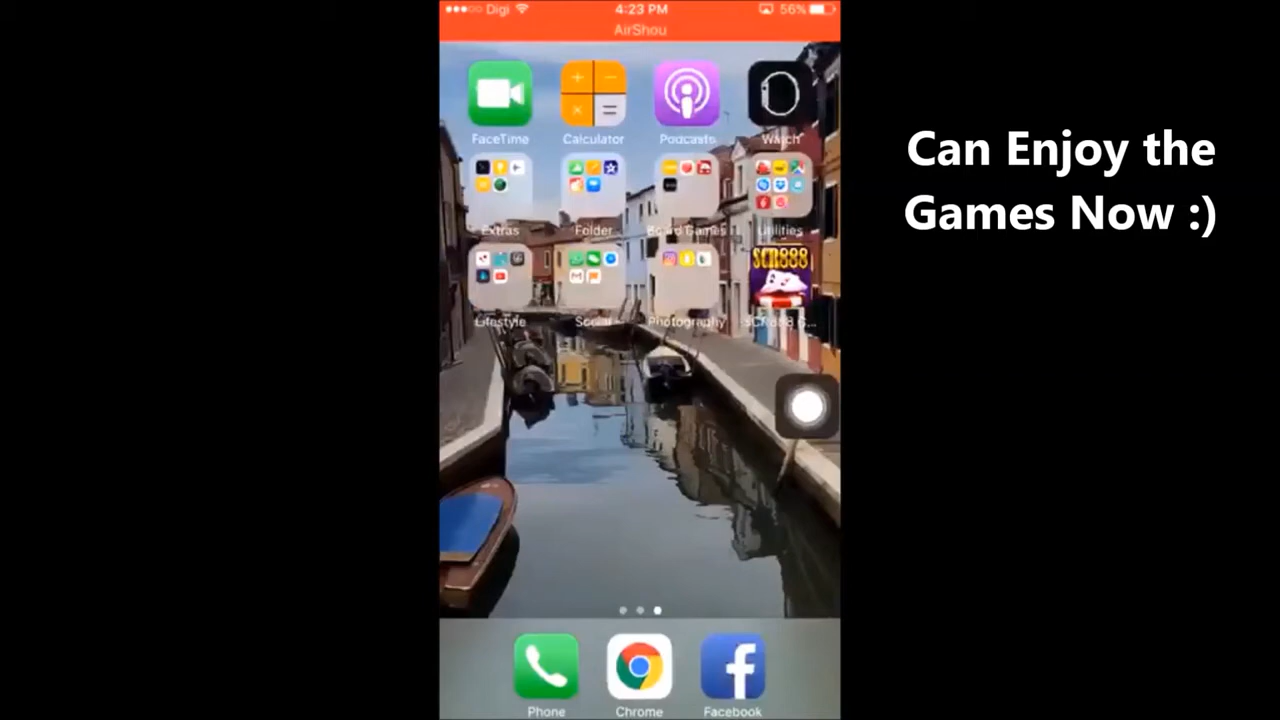 Digi 4:23 PM 56%
AirShou
Can Enjoy the
Games Now :)
FaceTime Calculator Podcasts Watch
Extras Folder Board Games Utilities
SCR888
Lifestyle Social Photography
Phone Chrome Facebook